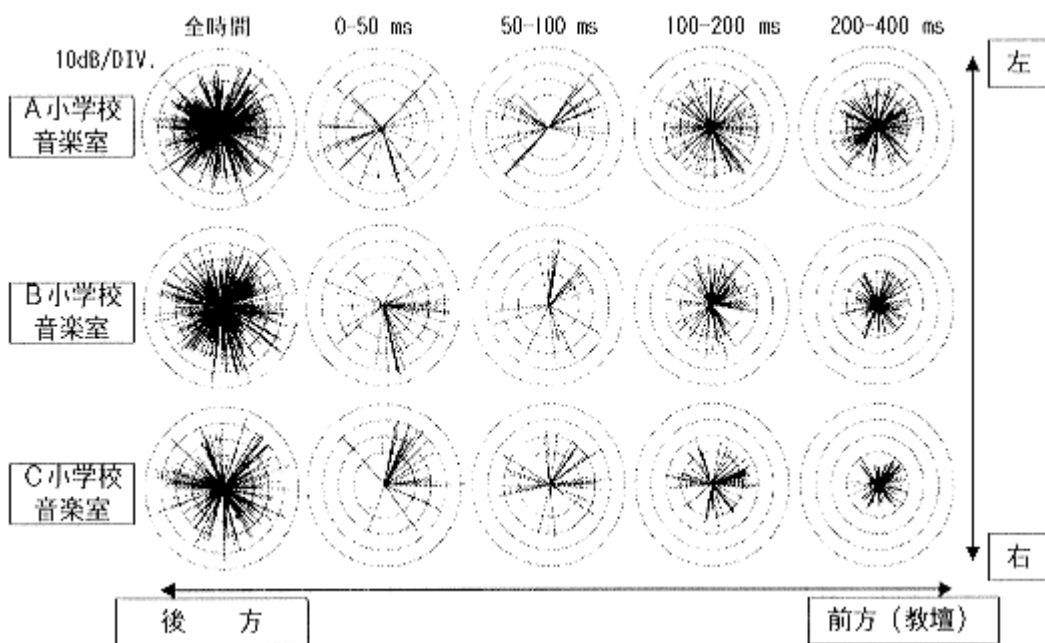 全時間 0-50 ms 50-100 ms 100-200 ms 200-400 ms
10dB/DIV.
左
A小学校
音楽室
B小学校
音楽室
C小学校
音楽室
右
後 方
前方(教壇)